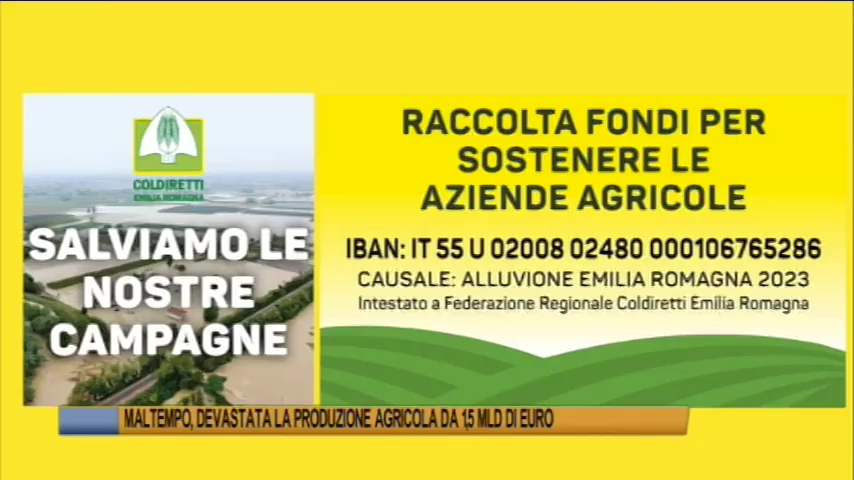 COLDIRETTI
EMILIA ROMAGNA
SALVIAMO LE
NOSTRE
CAMPAGNE
RACCOLTA FONDI PER
SOSTENERE LE
AZIENDE AGRICOLE
IBAN: IT 55 U 02008 02480 000106765286
CAUSALE: ALLUVIONE EMILIA ROMAGNA 2023
Intestato a Federazione Regionale Coldiretti Emilia Romagna
MALTEMPO, DEVASTATA LA PRODUZIONE AGRICOLA DA 1,5 MLD DI EURO